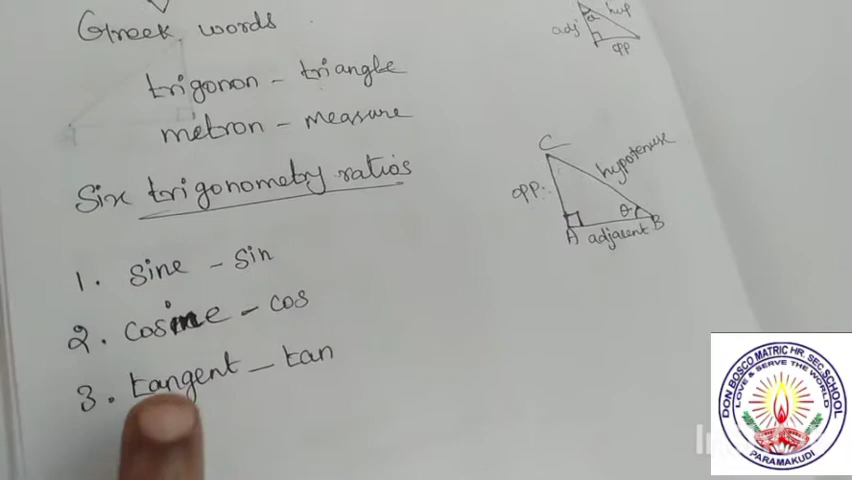 Greek words
trigonon - triangle
metron - measure
Six trigonometry ratios
1. sine - sin
2. cosine - cos
3. tangent - tan
adj
hyp
opp
C
opp:
hypotenuse
θ
A
B
adjacent
DON BOSCO MATRIC HR. SEC SCHOOL
LOVE & SERVE THE WORLD
PARAMAKUDI